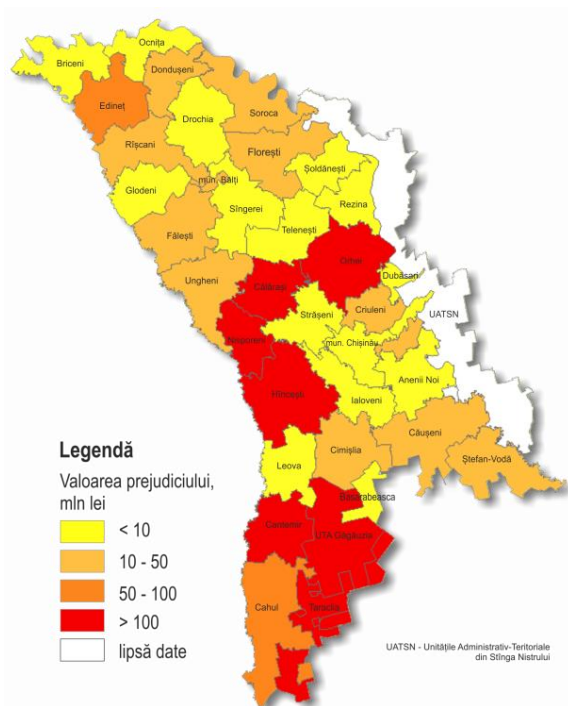 Ocnița
Briceni
Dondușeni
Edineț
Soroca
Drochia
Rîșcani
Florești
Șoldănești
mun. Bălți
Glodeni
Rezina
Sîngerei
Telenești
Fălești
Orhei
Dubăsari
Ungheni
Călărași
Criuleni
UATSN
Strășeni
Nisporeni
mun. Chișinău
Anenii Noi
Hîncești
Ialoveni
Căușeni
Cimișlia
Ștefan-Vodă
Leova
Basarabeasca
Cantemir
UTA Găgăuzia
Cahul
Taraclia
Legendă
Valoarea prejudiciului,
mln lei
< 10
10 - 50
50 - 100
> 100
lipsă date
UATSN - Unitățile Administrativ-Teritoriale
din Stînga Nistrului